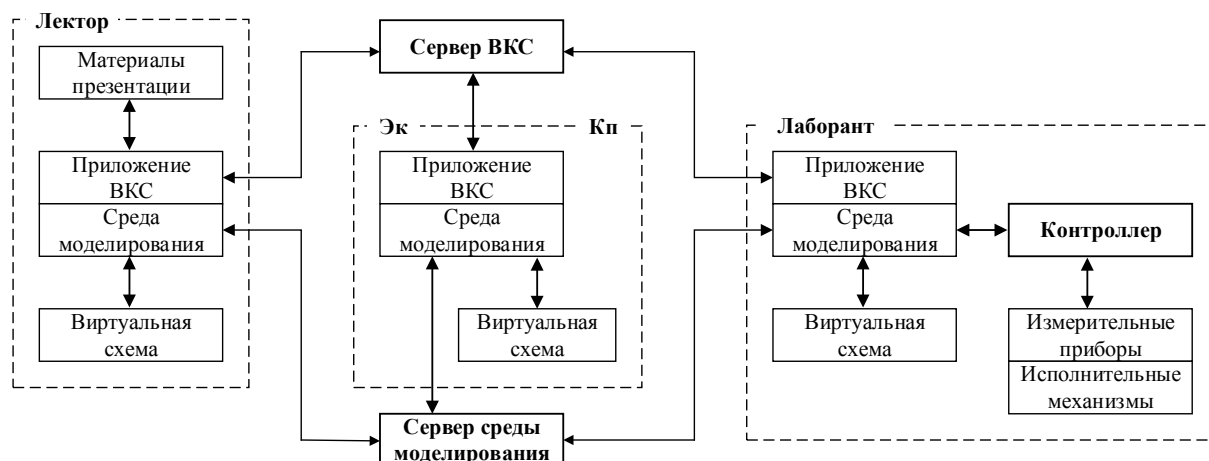 Лектор
Материалы
презентации
Приложение
ВКС
Среда
моделирования
Виртуальная
схема
Сервер ВКС
Эк
Кп
Приложение
ВКС
Среда
моделирования
Виртуальная
схема
Сервер среды
моделирования
Лаборант
Приложение
ВКС
Среда
моделирования
Виртуальная
схема
Контроллер
Измерительные
приборы
Исполнительные
механизмы